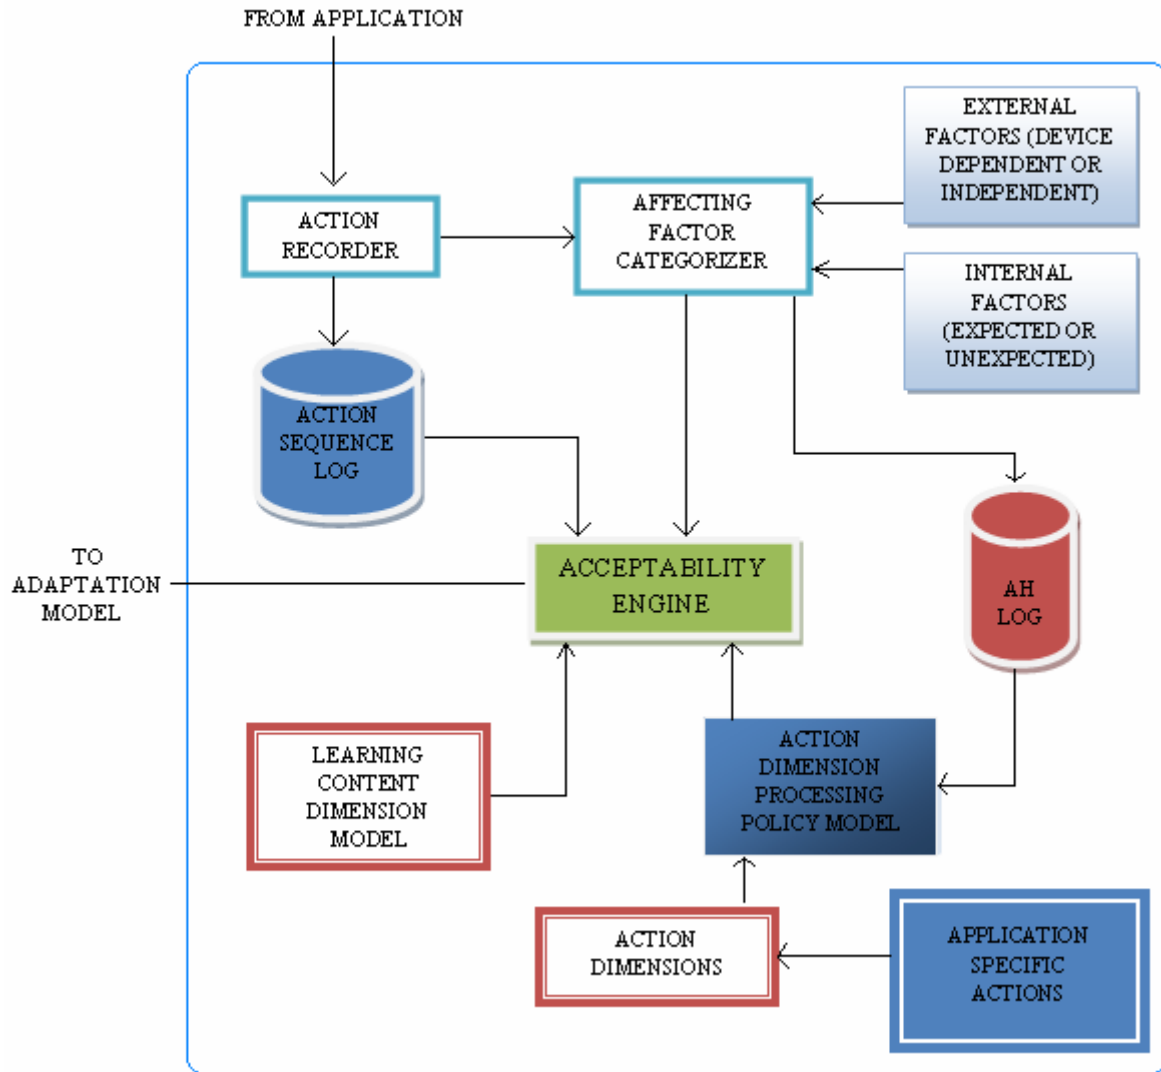 FROM APPLICATION
EXTERNAL
FACTORS (DEVICE
DEPENDENT OR
INDEPENDENT)
ACTION
RECORDER
AFFECTING
FACTOR
CATEGORIZER
INTERNAL
FACTORS
(EXPECTED OR
UNEXPECTED)
ACTION
SEQUENCE
LOG
TO
ADAPTATION
MODEL
ACCEPTABILITY
ENGINE
AH
LOG
LEARNING
CONTENT
DIMENSION
MODEL
ACTION
DIMENSION
PROCESSING
POLICY MODEL
ACTION
DIMENSIONS
APPLICATION
SPECIFIC
ACTIONS